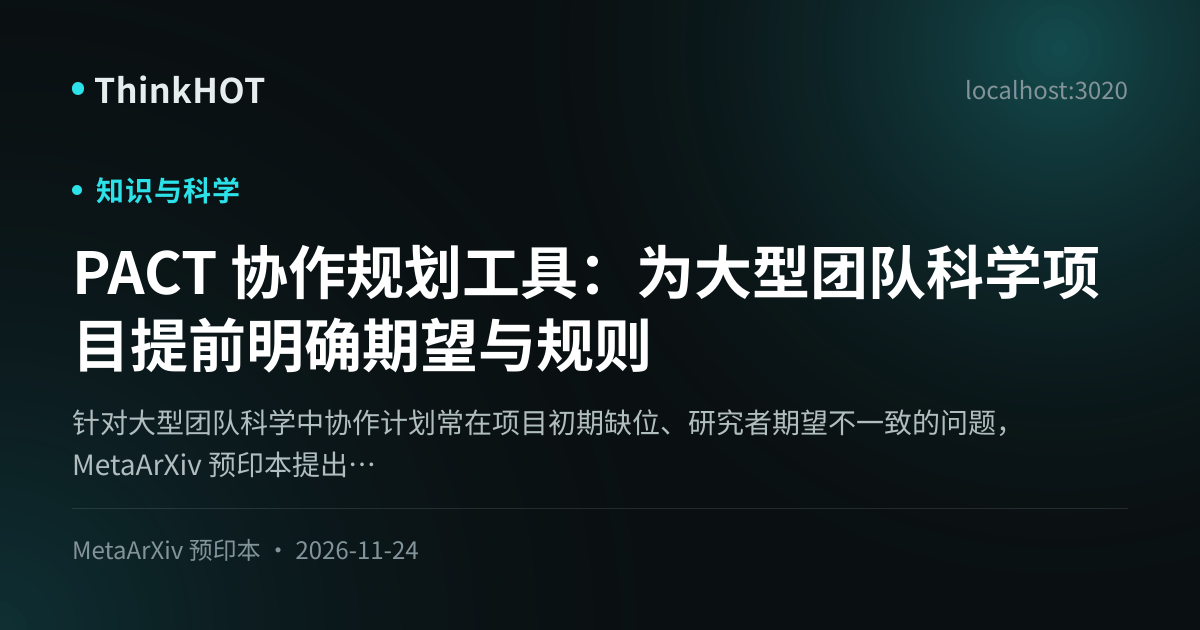 ThinkHOT
localhost:3020
知识与科学
PACT 协作规划工具：为大型团队科学项
目提前明确期望与规则
针对大型团队科学中协作计划常在项目初期缺位、研究者期望不一致的问题，
MetaArXiv 预印本提出…
MetaArXiv 预印本 · 2026-11-24